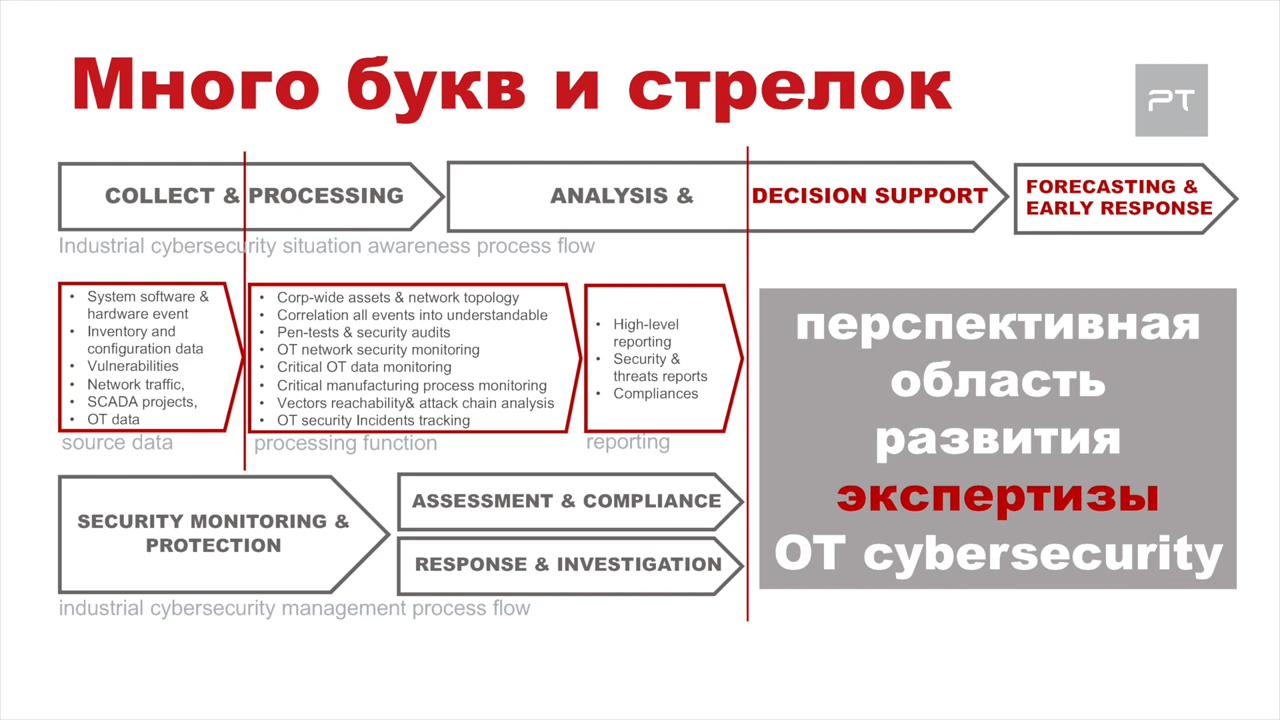 Много букв и стрелок
PT
COLLECT & PROCESSING
ANALYSIS & DECISION SUPPORT
FORECASTING &
EARLY RESPONSE
Industrial cybersecurity situation awareness process flow
• System software &
hardware event
• Inventory and
configuration data
• Vulnerabilities
• Network traffic,
• SCADA projects,
• OT data
source data
• Corp-wide assets & network topology
• Correlation all events into understandable
• Pen-tests & security audits
• OT network security monitoring
• Critical OT data monitoring
• Critical manufacturing process monitoring
• Vectors reachability& attack chain analysis
• OT security Incidents tracking
processing function
• High-level
reporting
• Security &
threats reports
• Compliances
reporting
перспективная
область
развития
экспертизы
OT cybersecurity
SECURITY MONITORING &
PROTECTION
ASSESSMENT & COMPLIANCE
RESPONSE & INVESTIGATION
industrial cybersecurity management process flow